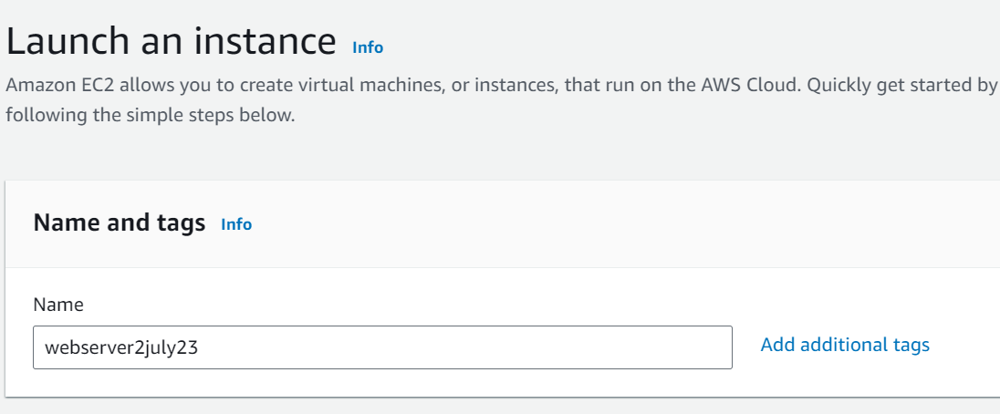 Launch an instance Info
Amazon EC2 allows you to create virtual machines, or instances, that run on the AWS Cloud. Quickly get started by
following the simple steps below.
Name and tags Info
Name
webserver2july23
Add additional tags